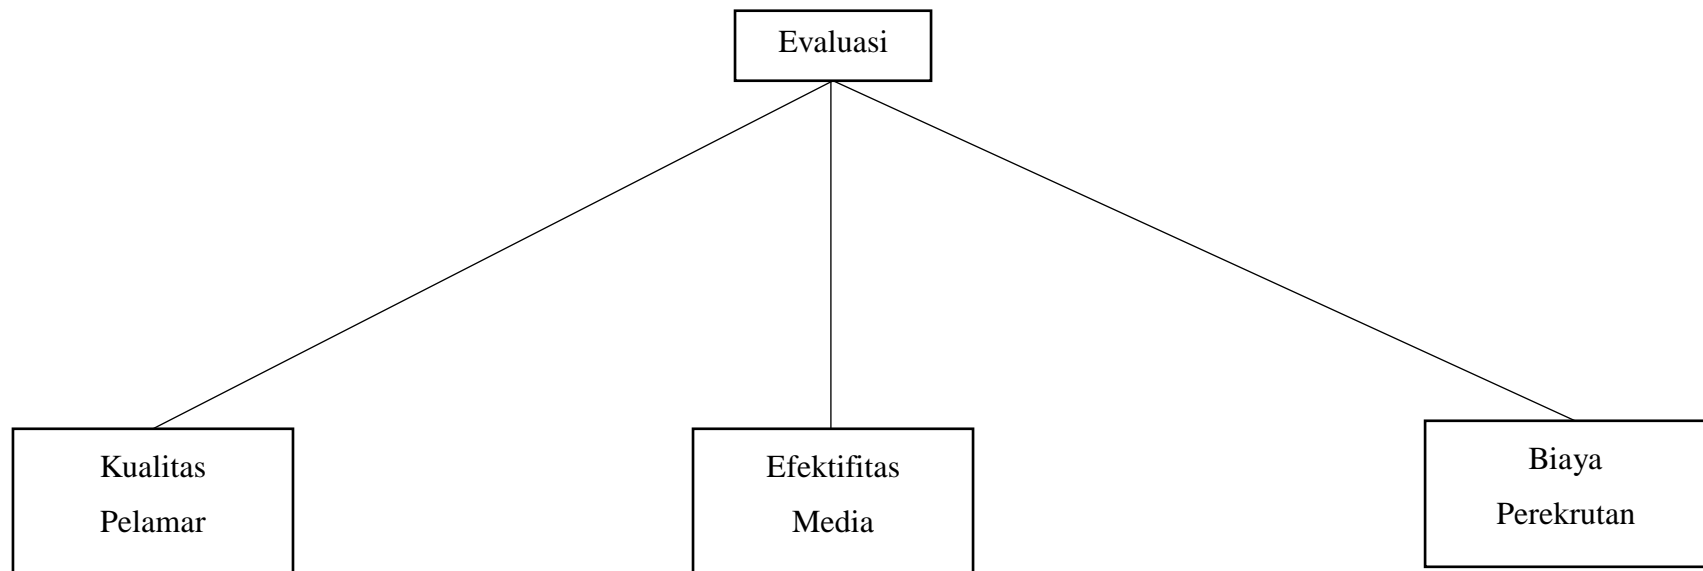 Evaluasi
Kualitas
Pelamar
Efektifitas
Media
Biaya
Perekrutan